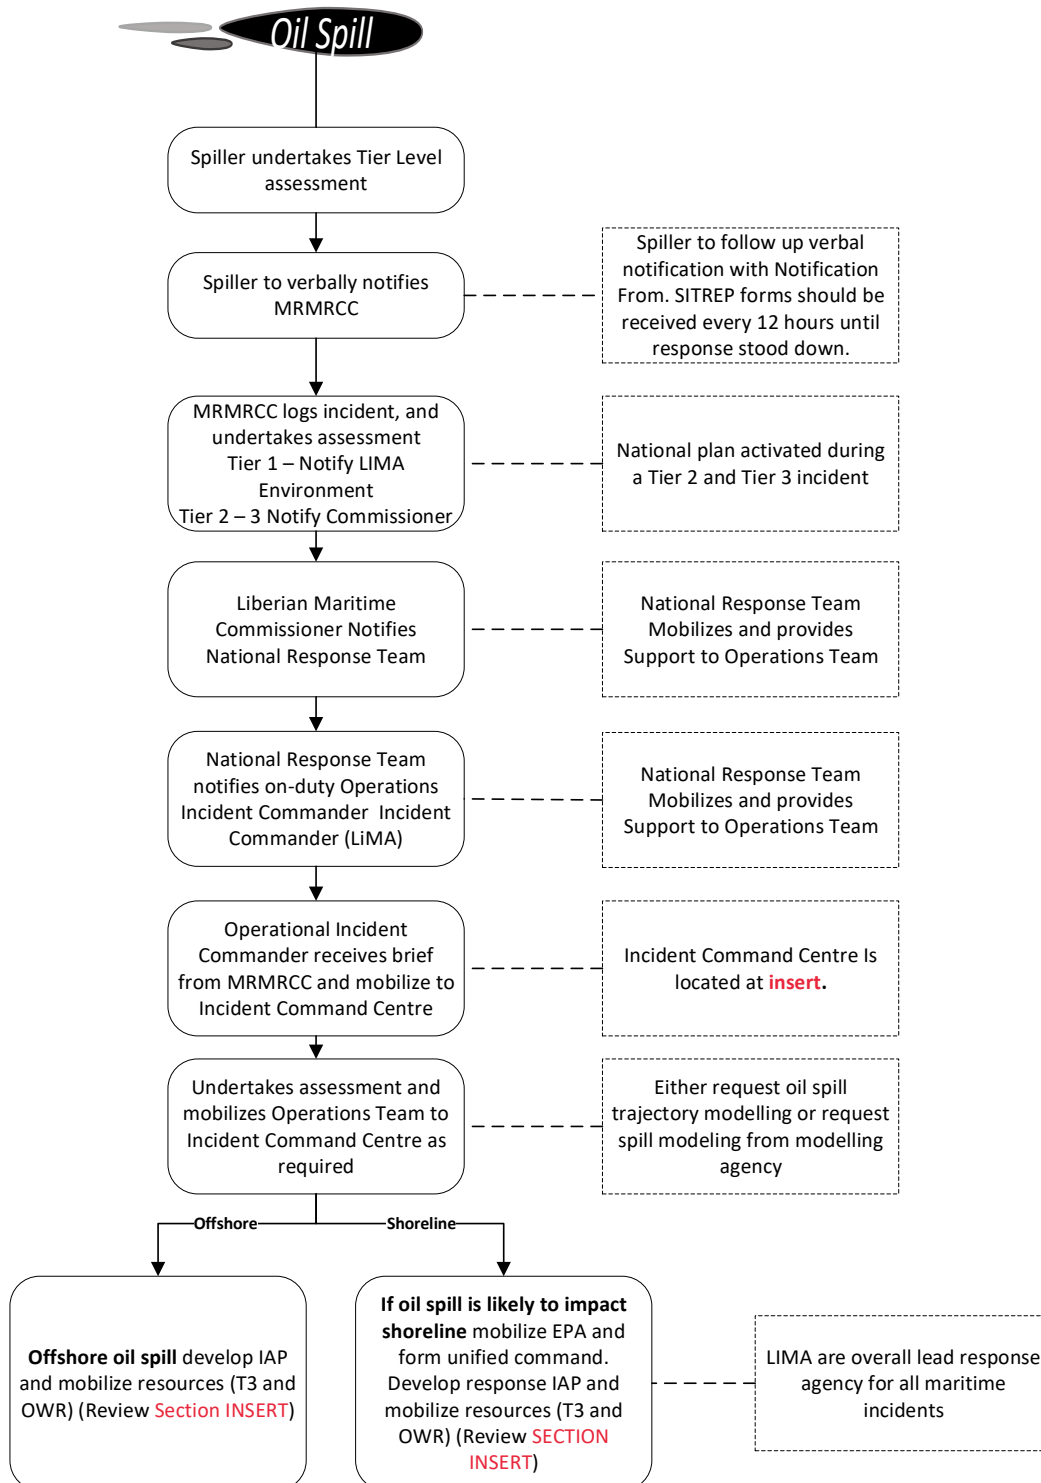 Oil Spill
Spiller undertakes Tier Level
assessment
Spiller to verbally notifies
MRMRCC
Spiller to follow up verbal
notification with Notification
From. SITREP forms should be
received every 12 hours until
response stood down.
MRMRCC logs incident, and
undertakes assessment
Tier 1 – Notify LIMA
Environment
Tier 2 – 3 Notify Commissioner
National plan activated during
a Tier 2 and Tier 3 incident
Liberian Maritime
Commissioner Notifies
National Response Team
National Response Team
Mobilizes and provides
Support to Operations Team
National Response Team
notifies on-duty Operations
Incident Commander  Incident
Commander (LiMA)
National Response Team
Mobilizes and provides
Support to Operations Team
Operational Incident
Commander receives brief
from MRMRCC and mobilize to
Incident Command Centre
Incident Command Centre Is
located at insert.
Undertakes assessment and
mobilizes Operations Team to
Incident Command Centre as
required
Either request oil spill
trajectory modelling or request
spill modeling from modelling
agency
Offshore
Shoreline
Offshore oil spill develop IAP
and mobilize resources (T3 and
OWR) (Review Section INSERT)
If oil spill is likely to impact
shoreline mobilize EPA and
form unified command.
Develop response IAP and
mobilize resources (T3 and
OWR) (Review SECTION
INSERT)
LIMA are overall lead response
agency for all maritime
incidents